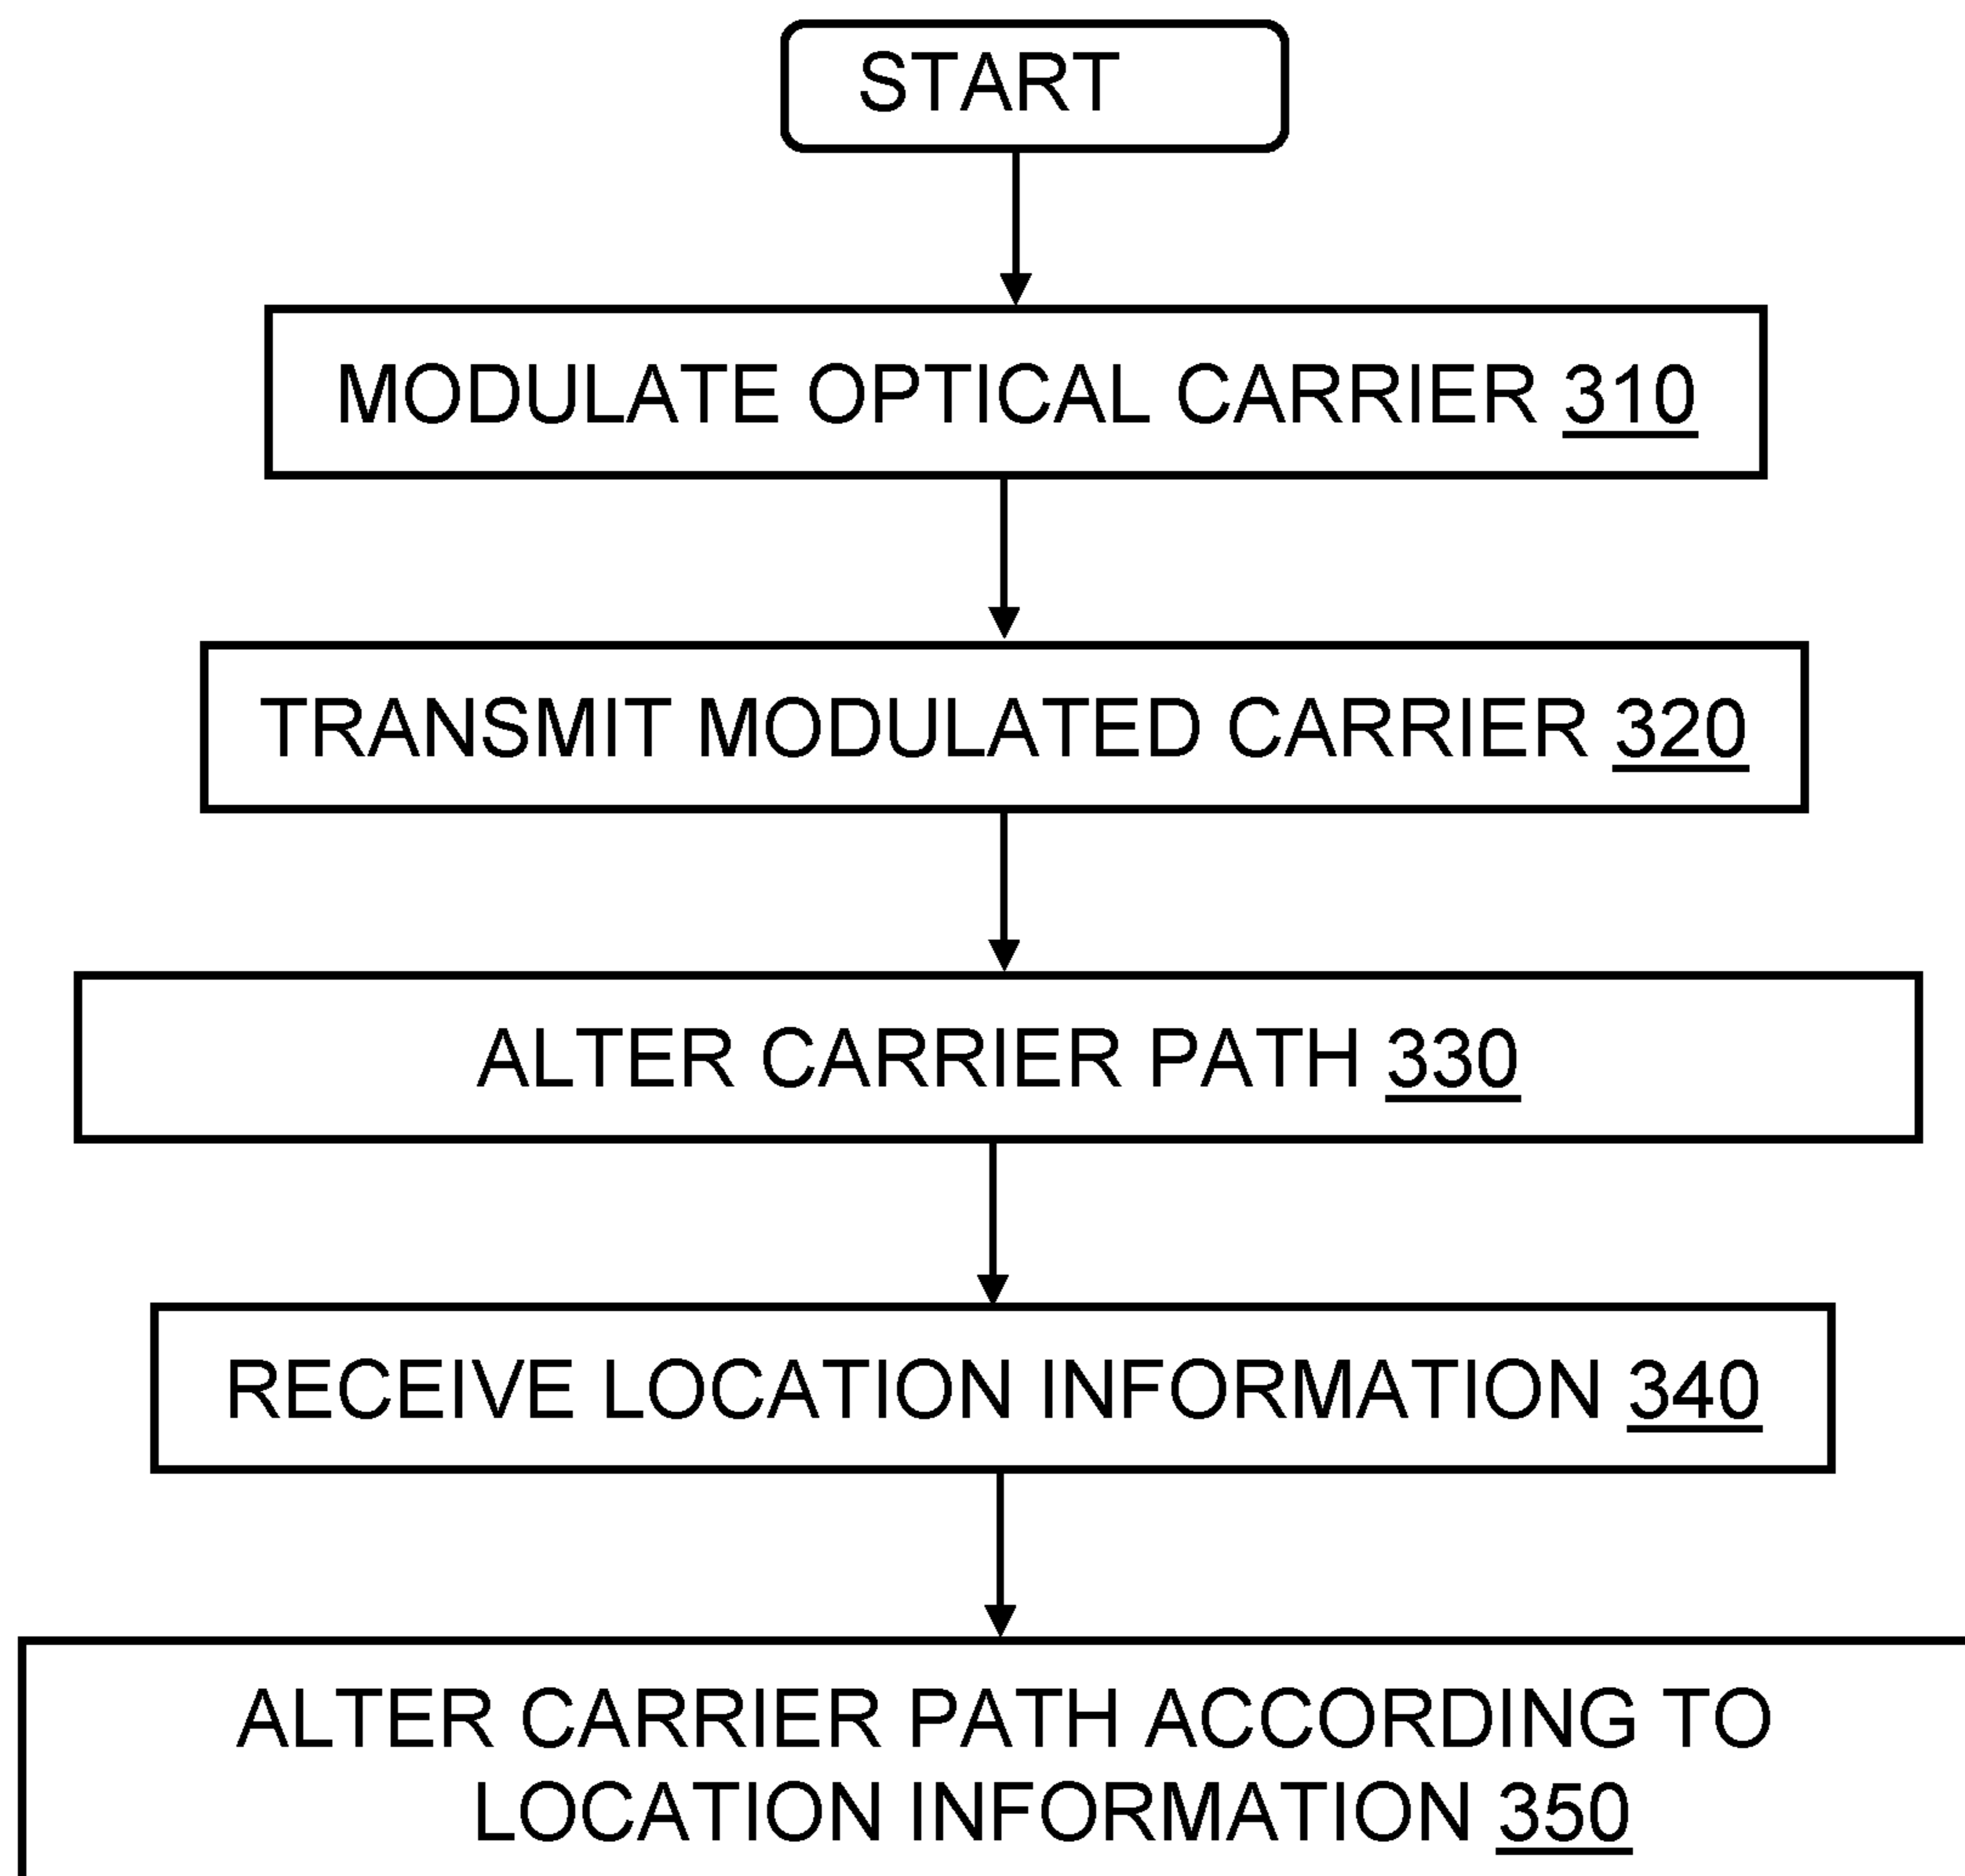 START
MODULATE OPTICAL CARRIER 310
TRANSMIT MODULATED CARRIER 320
ALTER CARRIER PATH 330
RECEIVE LOCATION INFORMATION 340
ALTER CARRIER PATH ACCORDING TO
LOCATION INFORMATION 350